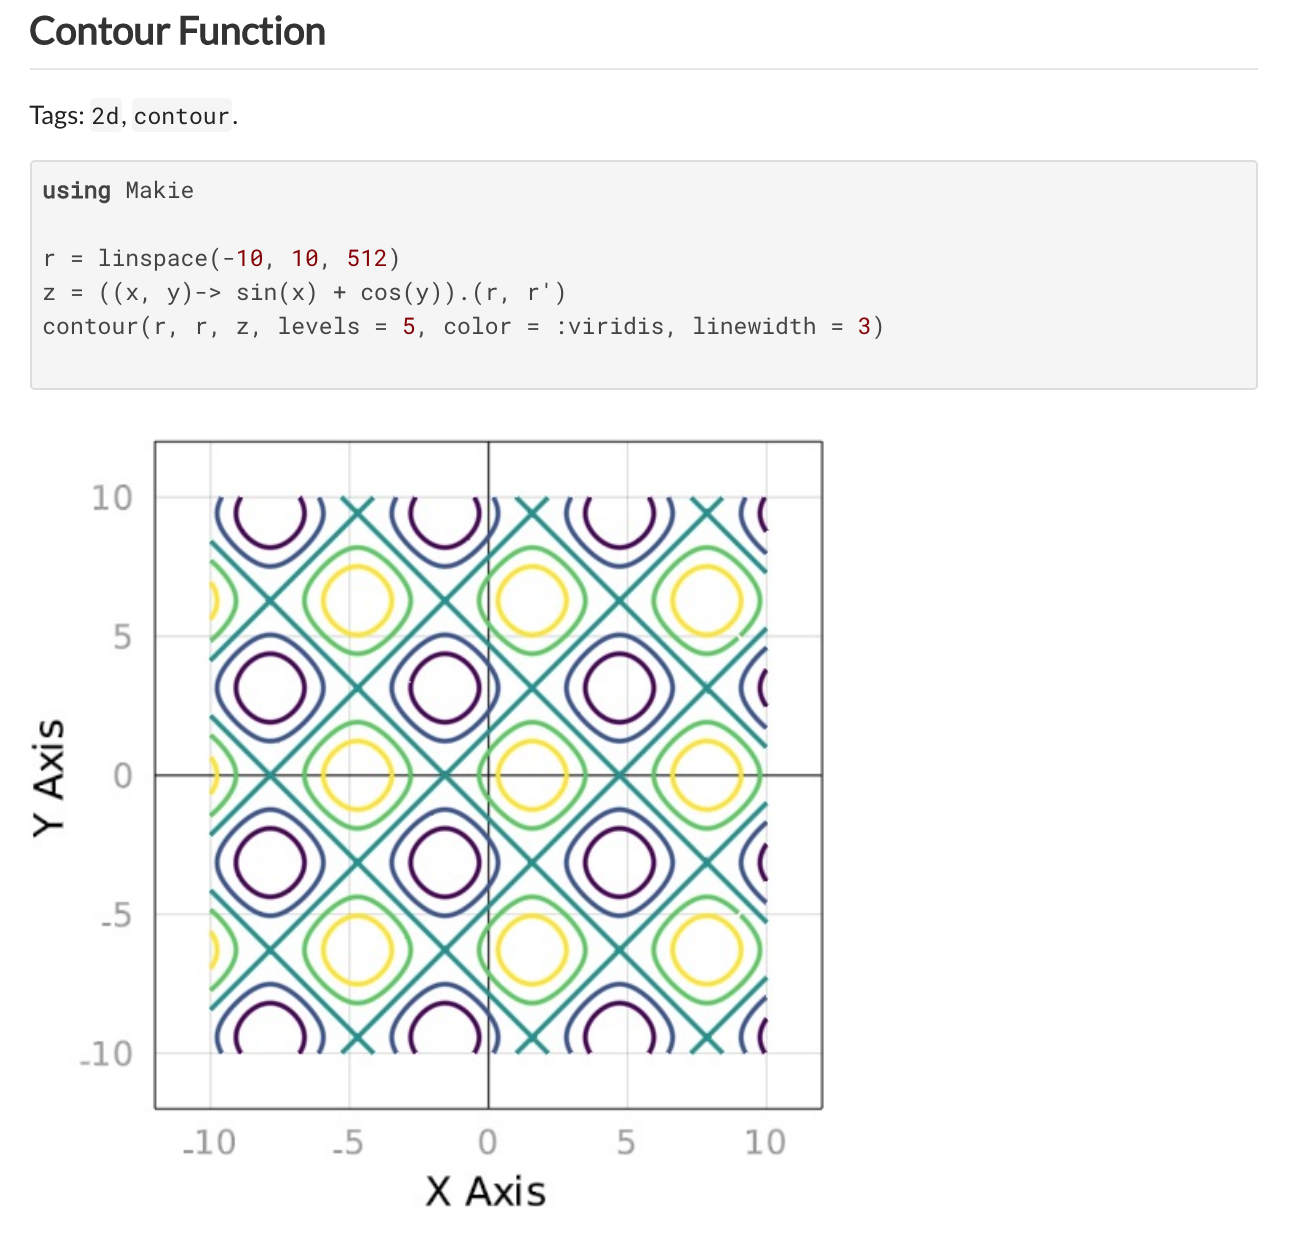 Contour Function
Tags: 2d, contour.
using Makie
r = linspace(-10, 10, 512)
z = ((x, y)-> sin(x) + cos(y)).(r, r')
contour(r, r, z, levels = 5, color = :viridis, linewidth = 3)
10
5
0
-5
-10
Y Axis
-10 -5 0 5 10
X Axis